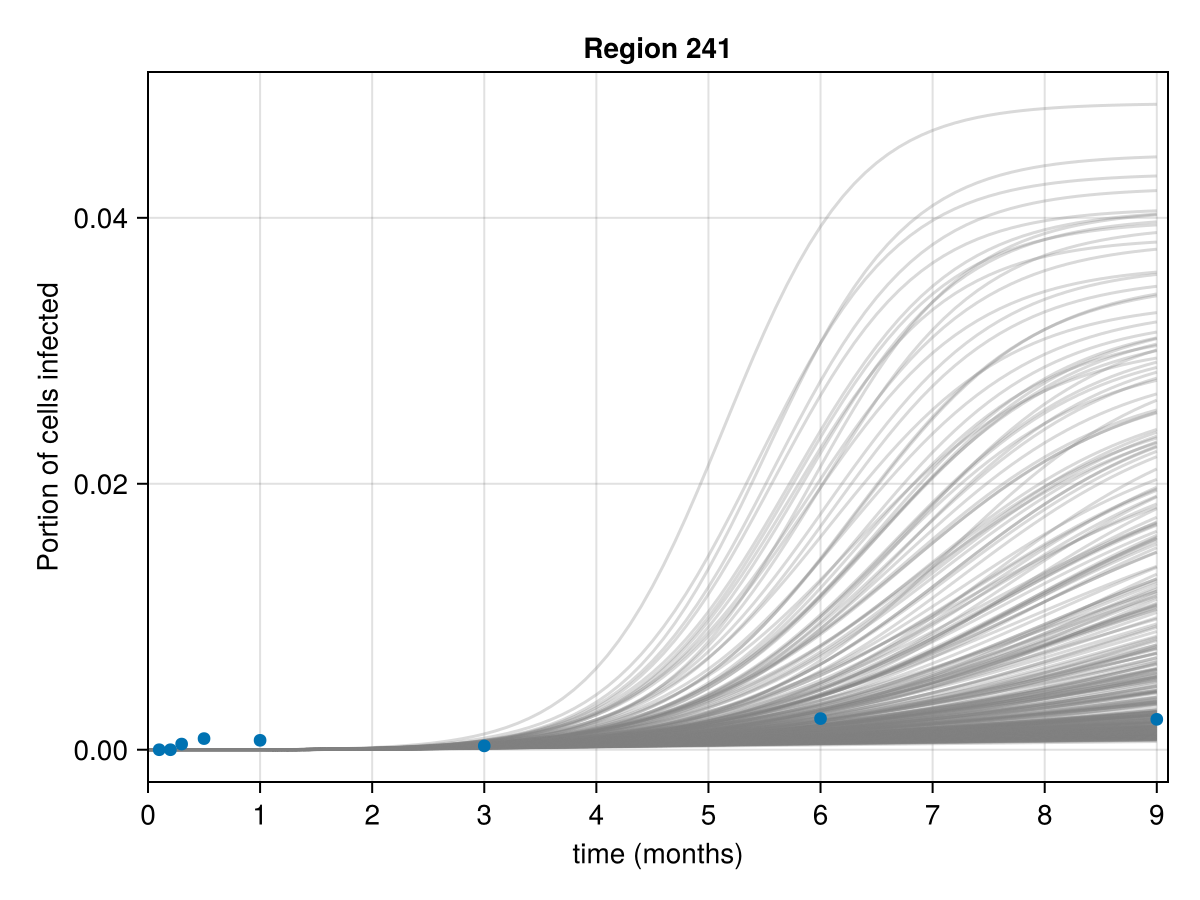 Region 241
Portion of cells infected
0.04
0.02
0.00
0 1 2 3 4 5 6 7 8 9
time (months)